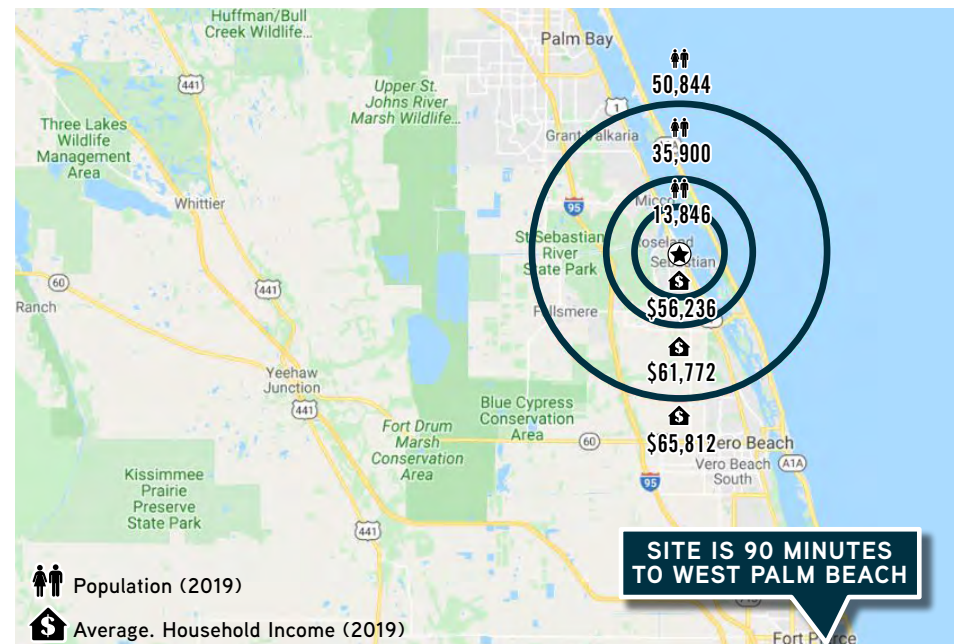 Huffman/Bull
Creek Wildlife...
Palm Bay
50,844
441
Upper St.
Johns River
Marsh Wildlife...
1
Three Lakes
Wildlife
Management
Area
Grant-Valkaria
A1A
35,900
Whittier
95
Micco
13,846
St Sebastian
River
State Park
Roseland
Sebastian
60
441
Ranch
Fellsmere
$56,236
Yeehaw
Junction
$61,772
441
Blue Cypress
Conservation
Area
Fort Drum
Marsh
Conservation
Area
60
$65,812
Vero Beach
Vero Beach
South
A1A
95
Kissimmee
Prairie
Preserve
State Park
441
SITE IS 90 MINUTES
TO WEST PALM BEACH
Population (2019)
Average. Household Income (2019)
Fort Pierce